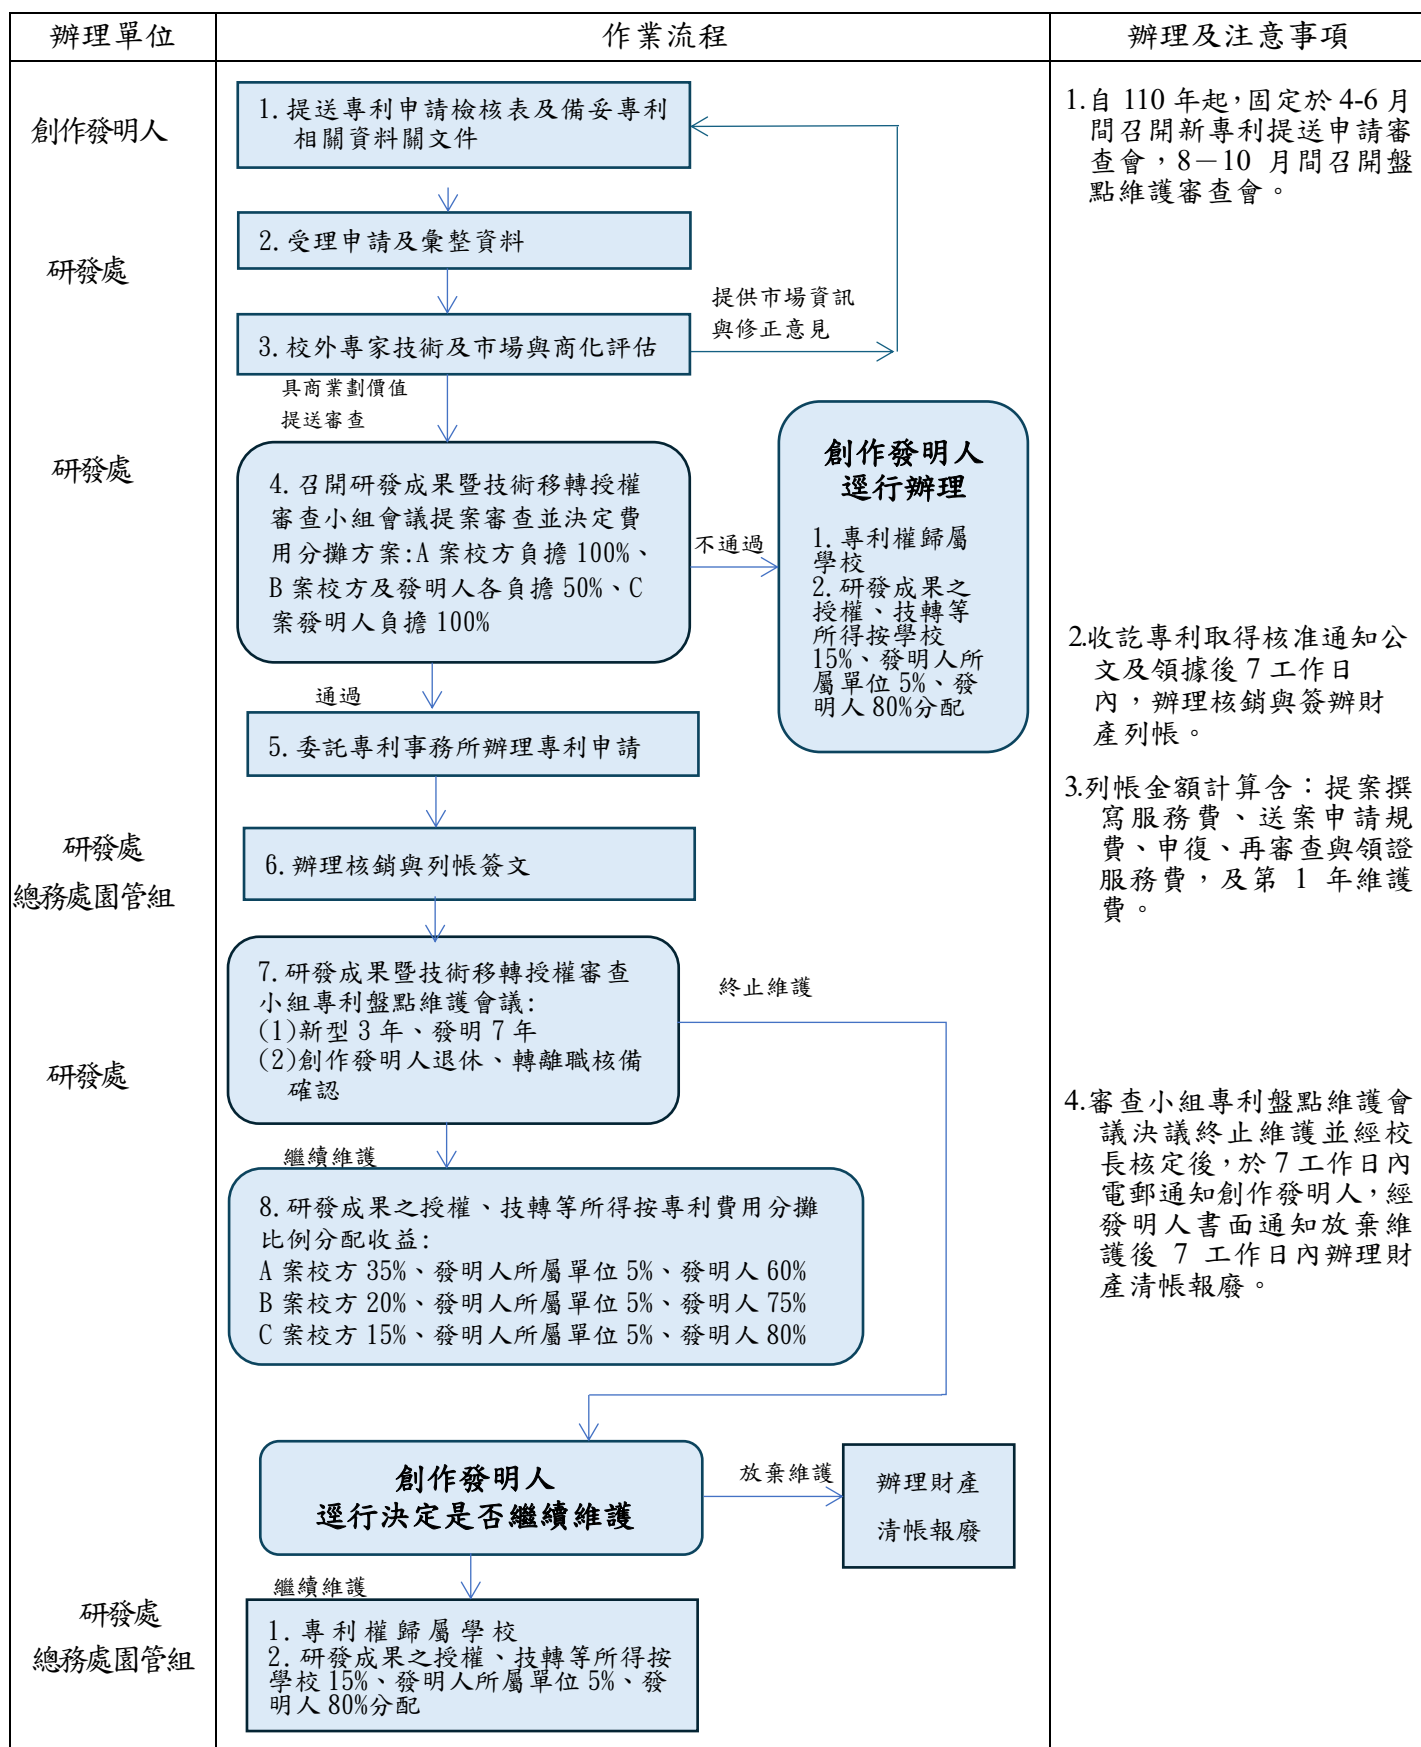 辦理單位
作業流程
辦理及注意事項
創作發明人
1.提送專利申請檢核表及備妥專利
相關資料關文件
1.自 110 年起，固定於 4-6 月
間召開新專利提送申請審
查會，8－10 月間召開盤
點維護審查會。
研發處
2.受理申請及彙整資料
提供市場資訊
與修正意見
3.校外專家技術及市場與商化評估
具商業劃價值
提送審查
研發處
4.召開研發成果暨技術移轉授權
審查小組會議提案審查並決定費
用分攤方案:A 案校方負擔 100%、
B 案校方及發明人各負擔 50%、C
案發明人負擔 100%
不通過
創作發明人
逕行辦理
1.專利權歸屬
學校
2.研發成果之
授權、技轉等
所得按學校
15%、發明人所
屬單位 5%、發
明人 80%分配
通過
5.委託專利事務所辦理專利申請
2.收訖專利取得核准通知公
文及領據後 7 工作日
內，辦理核銷與簽辦財
產列帳。
研發處
總務處園管組
6.辦理核銷與列帳簽文
3.列帳金額計算含：提案撰
寫服務費、送案申請規
費、申復、再審查與領證
服務費，及第 1 年維護
費。
研發處
7.研發成果暨技術移轉授權審查
小組專利盤點維護會議:
(1)新型 3 年、發明 7 年
(2)創作發明人退休、轉離職核備
確認
終止維護
繼續維護
8.研發成果之授權、技轉等所得按專利費用分攤
比例分配收益:
A 案校方 35%、發明人所屬單位 5%、發明人 60%
B 案校方 20%、發明人所屬單位 5%、發明人 75%
C 案校方 15%、發明人所屬單位 5%、發明人 80%
4.審查小組專利盤點維護會
議決議終止維護並經校
長核定後，於 7 工作日內
電郵通知創作發明人，經
發明人書面通知放棄維
護後 7 工作日內辦理財
產清帳報廢。
創作發明人
逕行決定是否繼續維護
放棄維護
辦理財產
清帳報廢
繼續維護
研發處
總務處園管組
1.專利權歸屬學校
2.研發成果之授權、技轉等所得按
學校 15%、發明人所屬單位 5%、發
明人 80%分配